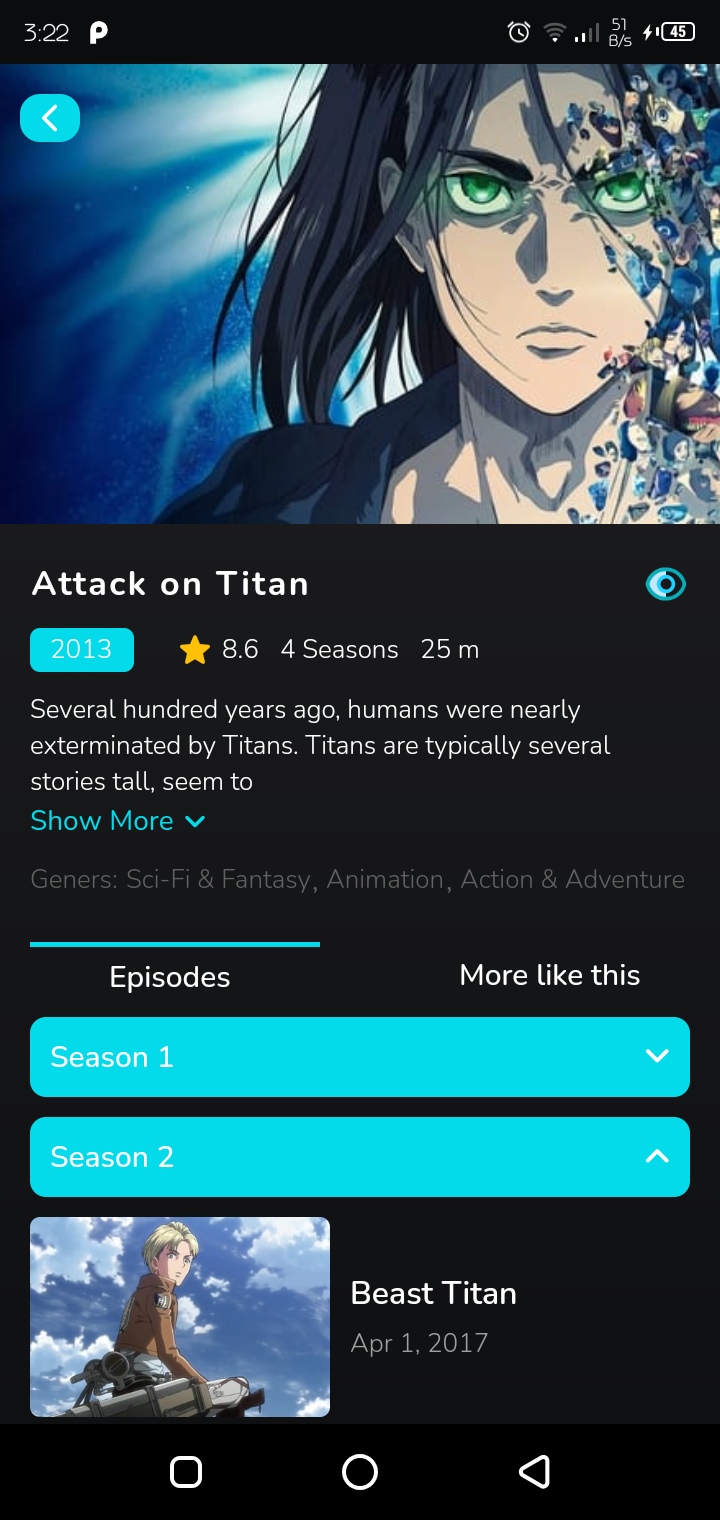 3:22
51
B/s
45
Attack on Titan
2013
8.6 4 Seasons 25 m
Several hundred years ago, humans were nearly
exterminated by Titans. Titans are typically several
stories tall, seem to
Show More
Geners: Sci-Fi & Fantasy, Animation, Action & Adventure
Episodes
More like this
Season 1
Season 2
Beast Titan
Apr 1, 2017